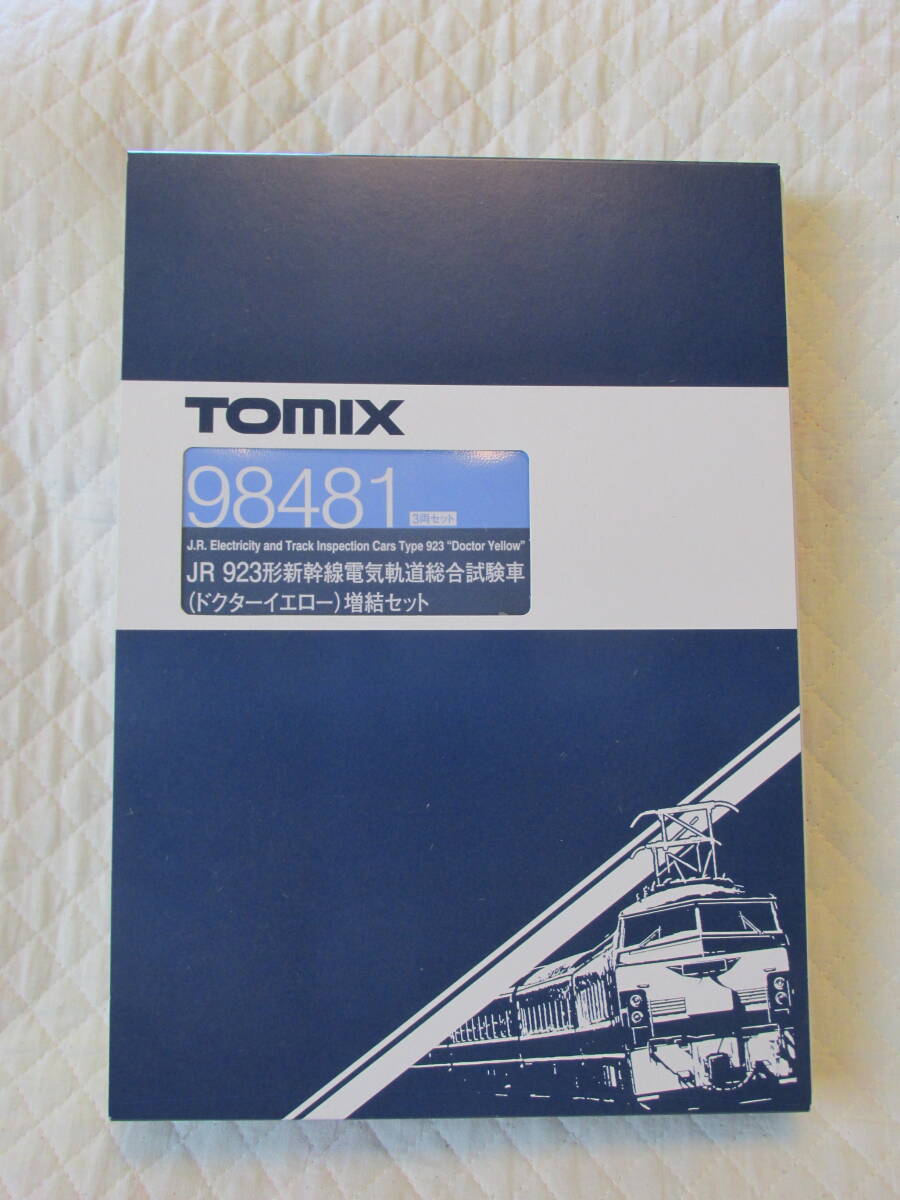 TOMIX
98481 3両セット
J.R. Electricity and Track Inspection Cars Type 923 "Doctor Yellow"
JR 923形新幹線電気軌道総合試験車
(ドクターイエロー)増結セット